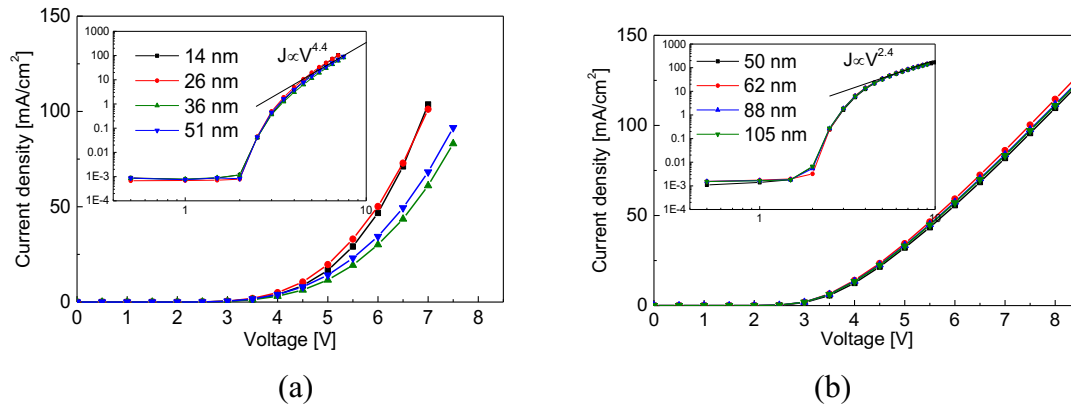 150
100
50
0
Current density [mA/cm²]
0 1 2 3 4 5 6 7 8
Voltage [V]
100
10
1
0.1
0.01
1E-3
1E-4
1 10
J∝V^4.4
14 nm
26 nm
36 nm
51 nm
(a)
150
100
50
0
Current density [mA/cm²]
0 1 2 3 4 5 6 7 8
Voltage [V]
1000
100
10
1
0.1
0.01
1E-3
1E-4
1
J∝V^2.4
50 nm
62 nm
88 nm
105 nm
(b)